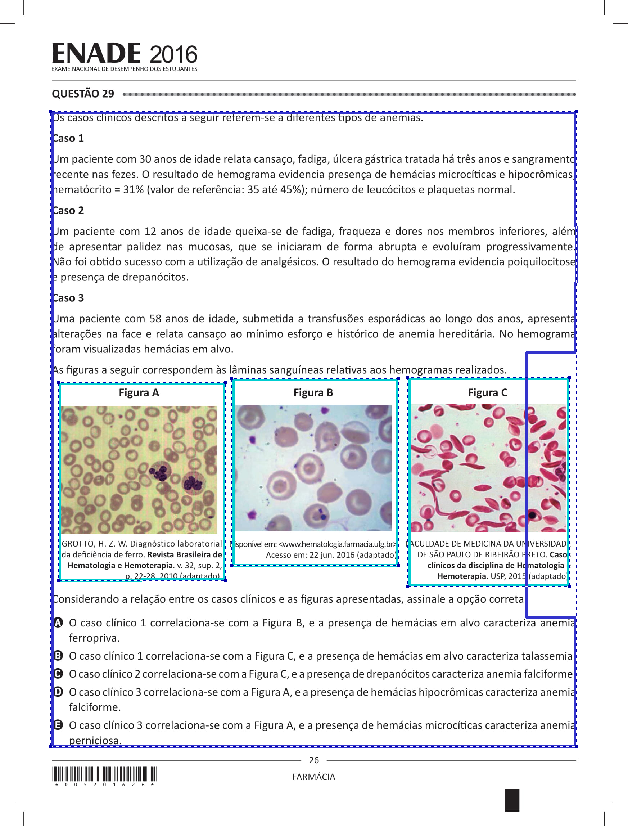 ENADE 2016
EXAME NACIONAL DE DESEMPENHO DOS ESTUDANTES
QUESTÃO 29
Os casos clínicos descritos a seguir referem-se a diferentes tipos de anemias.
Caso 1
Um paciente com 30 anos de idade relata cansaço, fadiga, úlcera gástrica tratada há três anos e sangramento
recente nas fezes. O resultado de hemograma evidencia presença de hemácias microcíticas e hipocrômicas,
hematócrito = 31% (valor de referência: 35 até 45%); número de leucócitos e plaquetas normal.
Caso 2
Um paciente com 12 anos de idade queixa-se de fadiga, fraqueza e dores nos membros inferiores, além
de apresentar palidez nas mucosas, que se iniciaram de forma abrupta e evoluíram progressivamente.
Não foi obtido sucesso com a utilização de analgésicos. O resultado do hemograma evidencia poiquilocitose
e presença de drepanócitos.
Caso 3
Uma paciente com 58 anos de idade, submetida a transfusões esporádicas ao longo dos anos, apresenta
alterações na face e relata cansaço ao mínimo esforço e histórico de anemia hereditária. No hemograma
foram visualizadas hemácias em alvo.
As figuras a seguir correspondem às lâminas sanguíneas relativas aos hemogramas realizados.
Figura A
GROTTO, H. Z. W. Diagnóstico laboratorial
da deficiência de ferro. Revista Brasileira de
Hematologia e Hemoterapia. v. 32, sup. 2,
p. 22-28, 2010 (adaptado).
Figura B
Disponível em: <www.hematologia.farmacia.ufg.br>.
Acesso em: 22 jun. 2016 (adaptado).
Figura C
FACULDADE DE MEDICINA DA UNIVERSIDADE
DE SÃO PAULO DE RIBEIRÃO PRETO. Caso
clínicos da disciplina de Hematologia-
Hemoterapia. USP, 2015 (adaptado).
Considerando a relação entre os casos clínicos e as figuras apresentadas, assinale a opção correta.
A O caso clínico 1 correlaciona-se com a Figura B, e a presença de hemácias em alvo caracteriza anemia
ferropriva.
B O caso clínico 1 correlaciona-se com a Figura C, e a presença de hemácias em alvo caracteriza talassemia.
C O caso clínico 2 correlaciona-se com a Figura C, e a presença de drepanócitos caracteriza anemia falciforme.
D O caso clínico 3 correlaciona-se com a Figura A, e a presença de hemácias hipocrômicas caracteriza anemia
falciforme.
E O caso clínico 3 correlaciona-se com a Figura A, e a presença de hemácias microcíticas caracteriza anemia
perniciosa.
26
FARMÁCIA